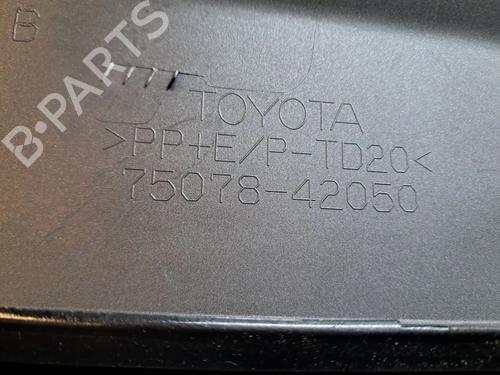 B
B-PARTS
TOYOTA
>PP+E/P-TD20<
75078-42050